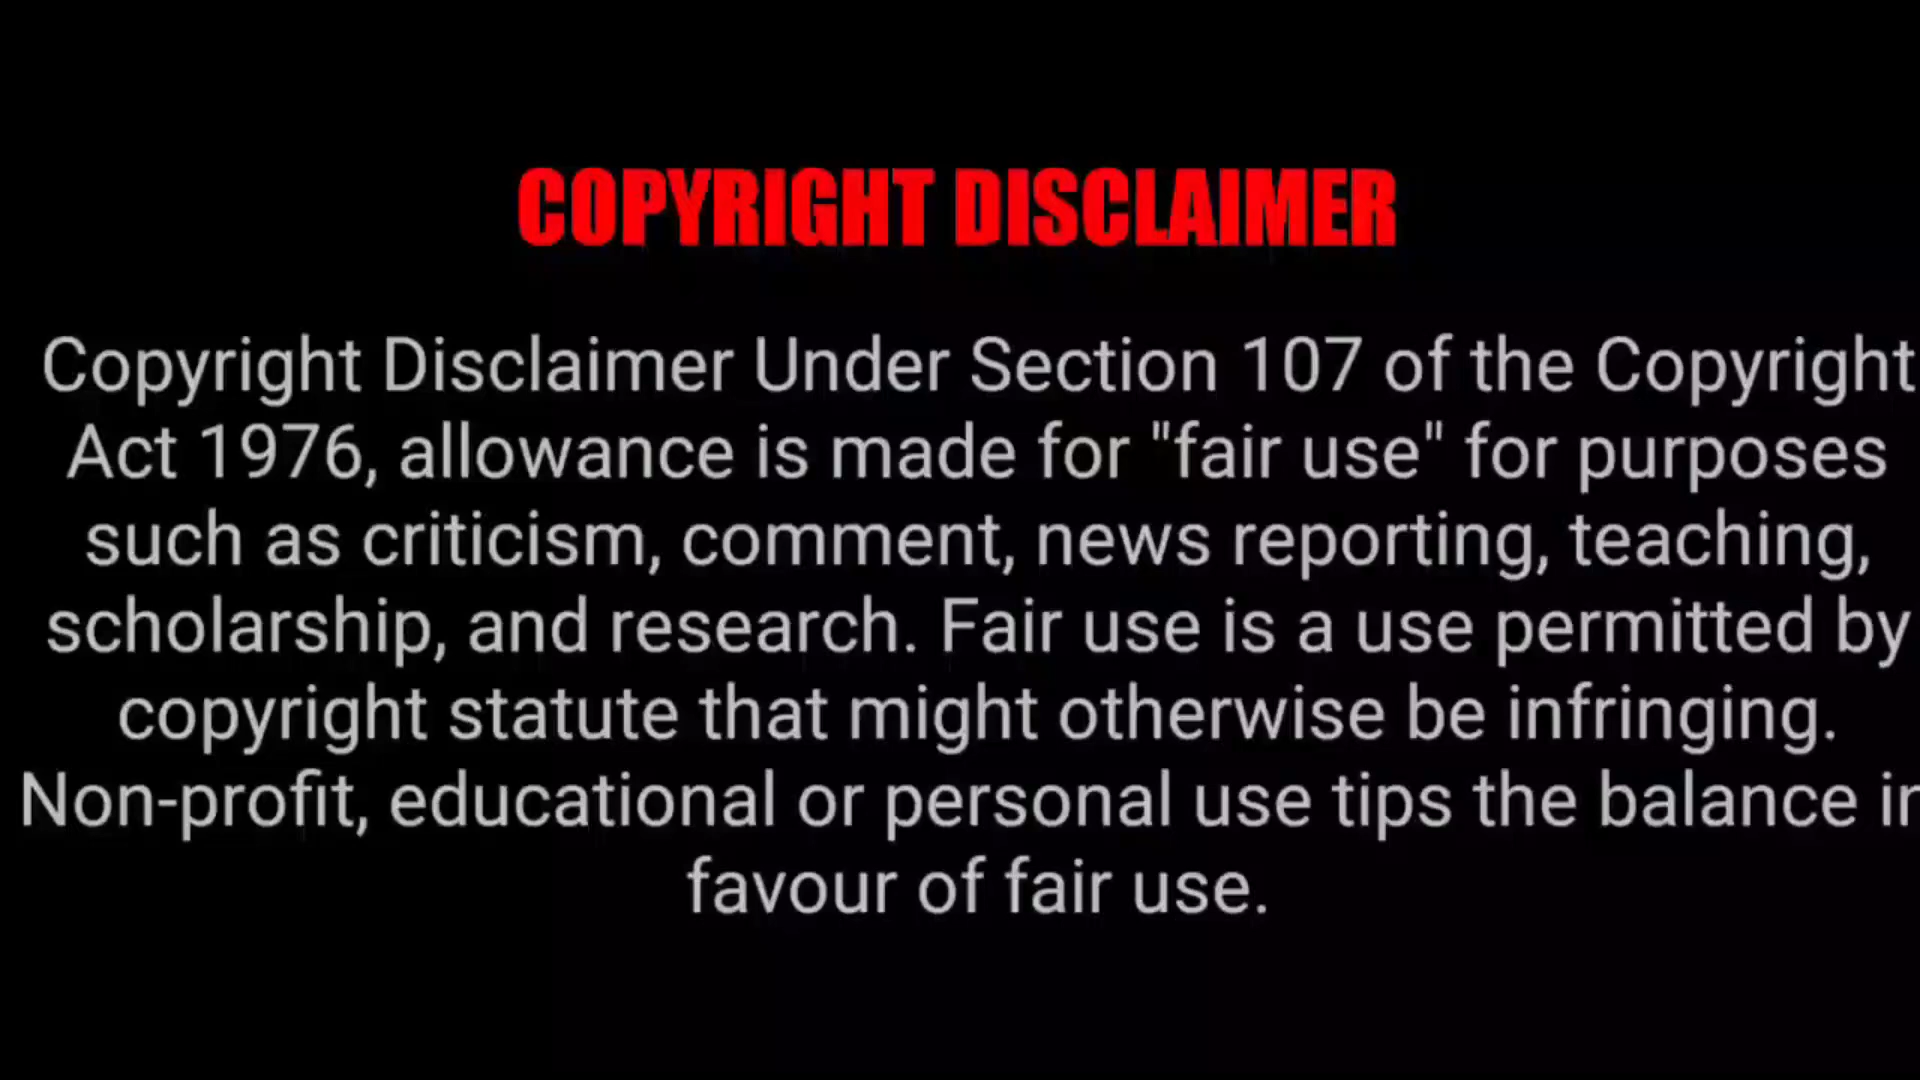 COPYRIGHT DISCLAIMER
Copyright Disclaimer Under Section 107 of the Copyright
Act 1976, allowance is made for "fair use" for purposes
such as criticism, comment, news reporting, teaching,
scholarship, and research. Fair use is a use permitted by
copyright statute that might otherwise be infringing.
Non-profit, educational or personal use tips the balance in
favour of fair use.